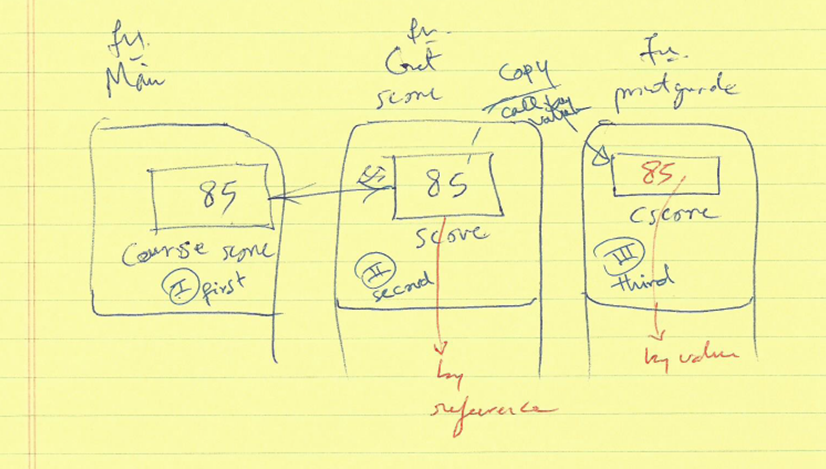 fn.
Main
85
Course score
I first
fn.
Get
score
85
score
II
second
by
reference
COPY
call by
value
Fn.
printgrade
85
cscore
III
third
by value